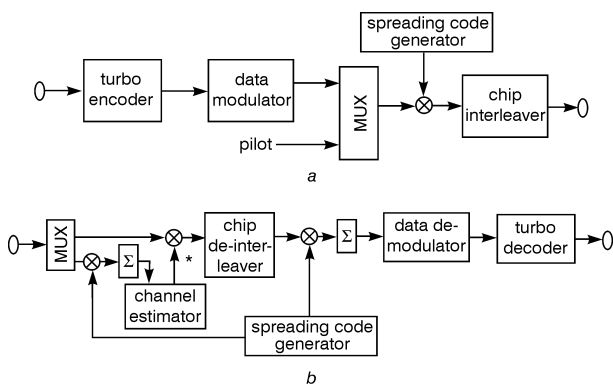 spreading code
generator
turbo
encoder
data
modulator
MUX
chip
interleaver
pilot
a
MUX
Σ
channel
estimator
*
chip
de-inter-
leaver
spreading code
generator
Σ
data de-
modulator
turbo
decoder
b